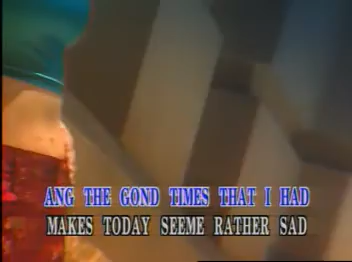 ANG THE GOND TIMES THAT I HAD
MAKES TODAY SEEME RATHER SAD